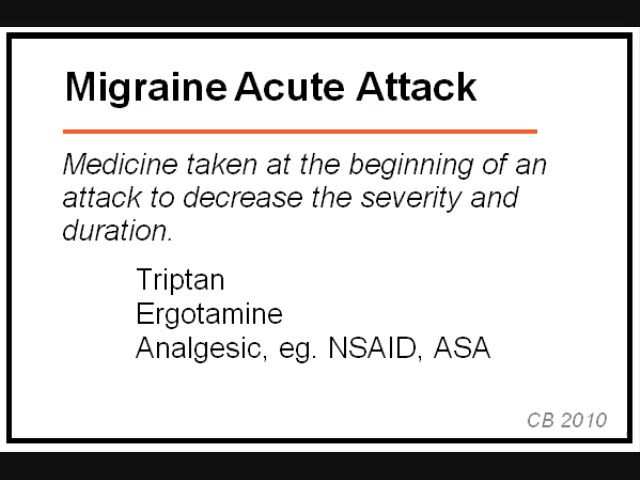 Migraine Acute Attack
Medicine taken at the beginning of an
attack to decrease the severity and
duration.
Triptan
Ergotamine
Analgesic, eg. NSAID, ASA
CB 2010